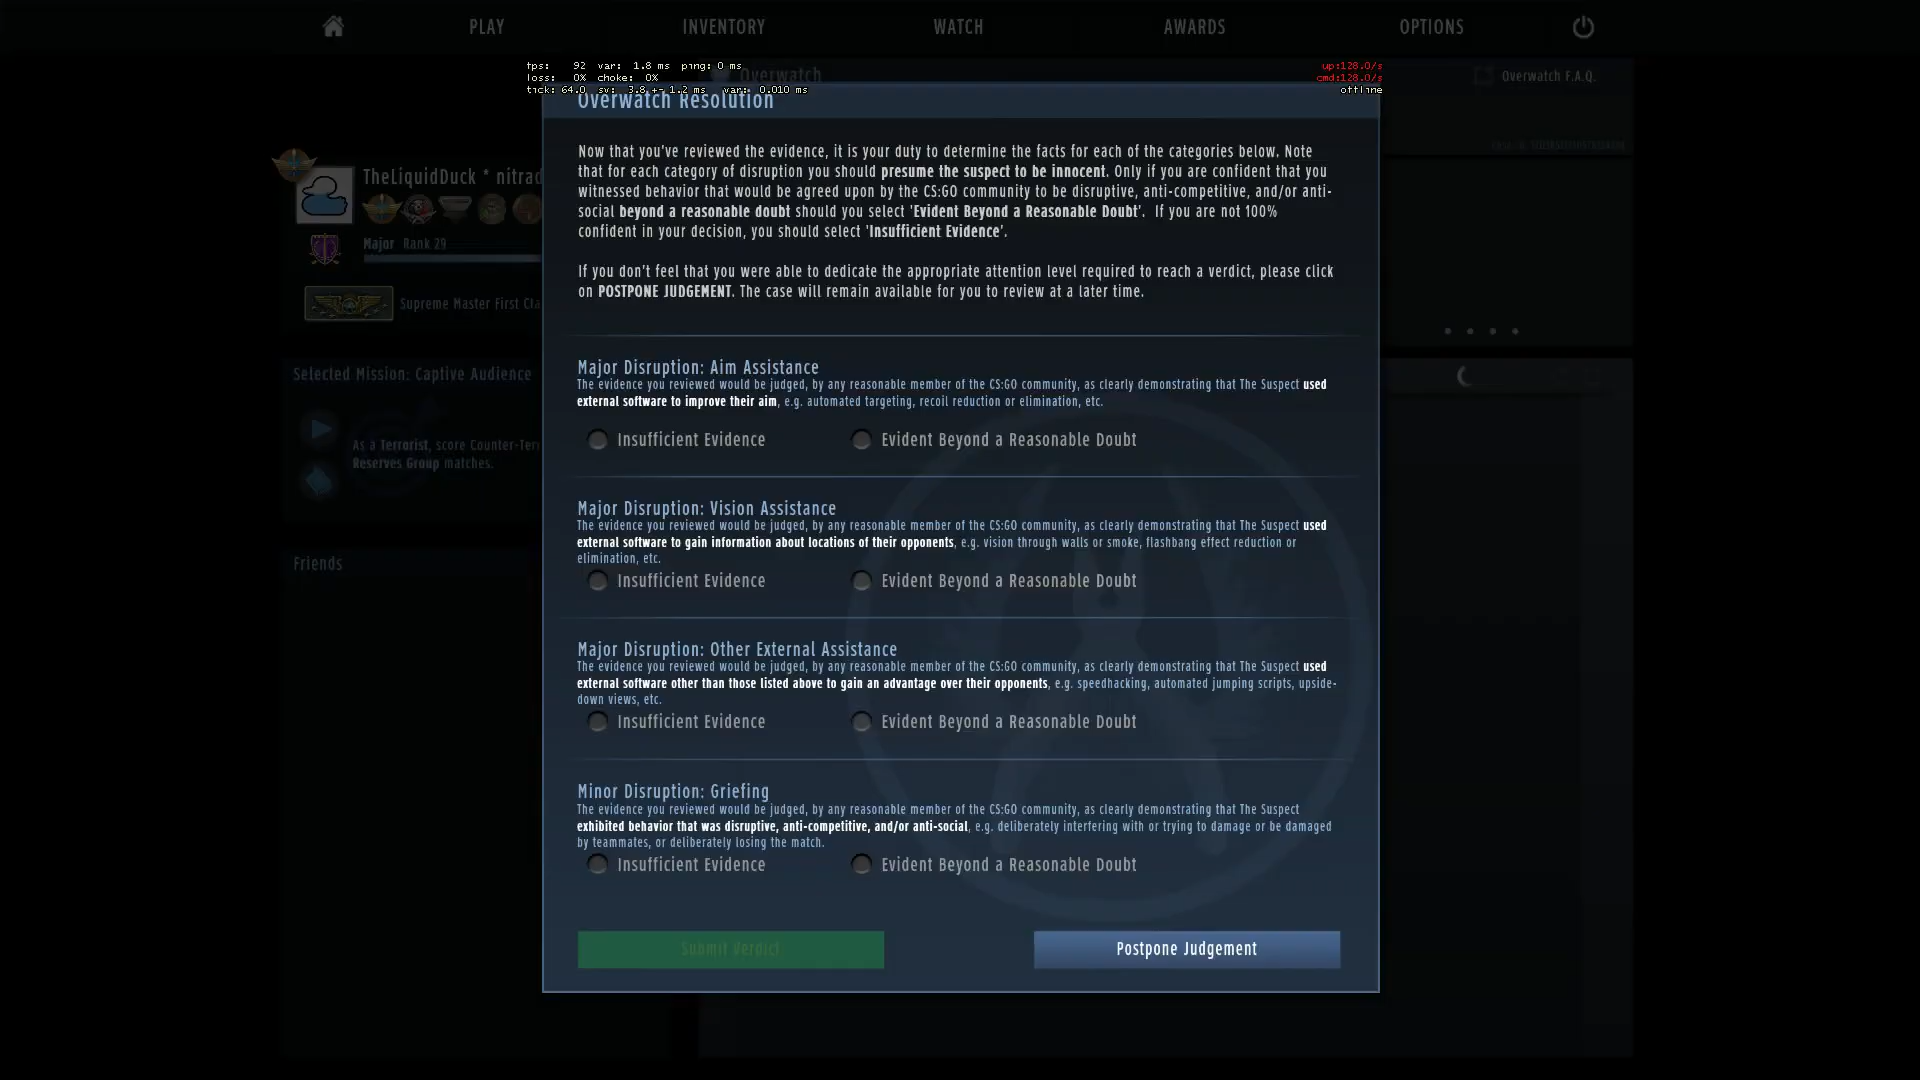 PLAY
INVENTORY
WATCH
AWARDS
OPTIONS
fps: 92 var: 1.8 ms ping: 0 ms
loss: 0% choke: 0%
tick: 64.0 sv: 3.8 +- 1.2 ms var: 0.010 ms
up:128.0/s
cmd:128.0/s
offline
Overwatch
Overwatch F.A.Q.
Overwatch Resolution
Now that you've reviewed the evidence, it is your duty to determine the facts for each of the categories below. Note
that for each category of disruption you should presume the suspect to be innocent. Only if you are confident that you
witnessed behavior that would be agreed upon by the CS:GO community to be disruptive, anti-competitive, and/or anti-
social beyond a reasonable doubt should you select 'Evident Beyond a Reasonable Doubt'. If you are not 100%
confident in your decision, you should select 'Insufficient Evidence'.
If you don't feel that you were able to dedicate the appropriate attention level required to reach a verdict, please click
on POSTPONE JUDGEMENT. The case will remain available for you to review at a later time.
TheLiquidDuck * nitrad
Major Rank 29
Supreme Master First Cla
Selected Mission: Captive Audience
As a Terrorist, score Counter-Terr
Reserves Group matches.
Friends
Major Disruption: Aim Assistance
The evidence you reviewed would be judged, by any reasonable member of the CS:GO community, as clearly demonstrating that The Suspect used
external software to improve their aim, e.g. automated targeting, recoil reduction or elimination, etc.
Insufficient Evidence
Evident Beyond a Reasonable Doubt
Major Disruption: Vision Assistance
The evidence you reviewed would be judged, by any reasonable member of the CS:GO community, as clearly demonstrating that The Suspect used
external software to gain information about locations of their opponents, e.g. vision through walls or smoke, flashbang effect reduction or
elimination, etc.
Insufficient Evidence
Evident Beyond a Reasonable Doubt
Major Disruption: Other External Assistance
The evidence you reviewed would be judged, by any reasonable member of the CS:GO community, as clearly demonstrating that The Suspect used
external software other than those listed above to gain an advantage over their opponents, e.g. speedhacking, automated jumping scripts, upside-
down views, etc.
Insufficient Evidence
Evident Beyond a Reasonable Doubt
Minor Disruption: Griefing
The evidence you reviewed would be judged, by any reasonable member of the CS:GO community, as clearly demonstrating that The Suspect
exhibited behavior that was disruptive, anti-competitive, and/or anti-social, e.g. deliberately interfering with or trying to damage or be damaged
by teammates, or deliberately losing the match.
Insufficient Evidence
Evident Beyond a Reasonable Doubt
Submit Verdict
Postpone Judgement